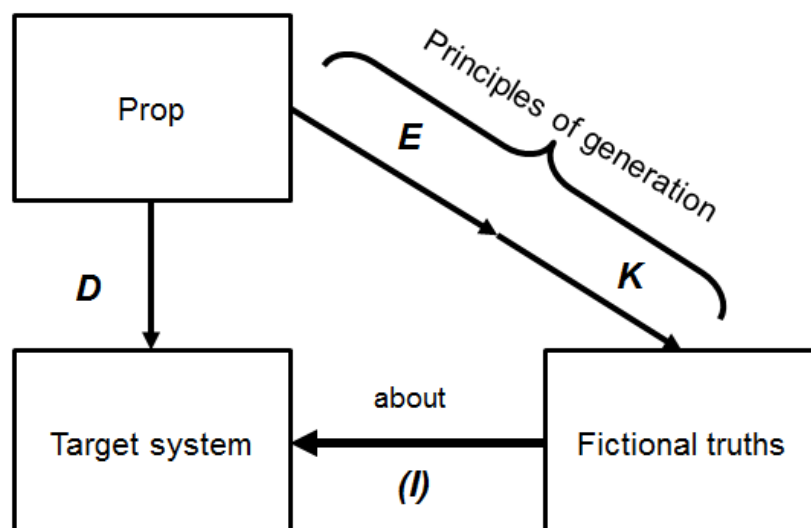 Principles of generation
Prop
E
D
K
about
Target system
Fictional truths
(I)